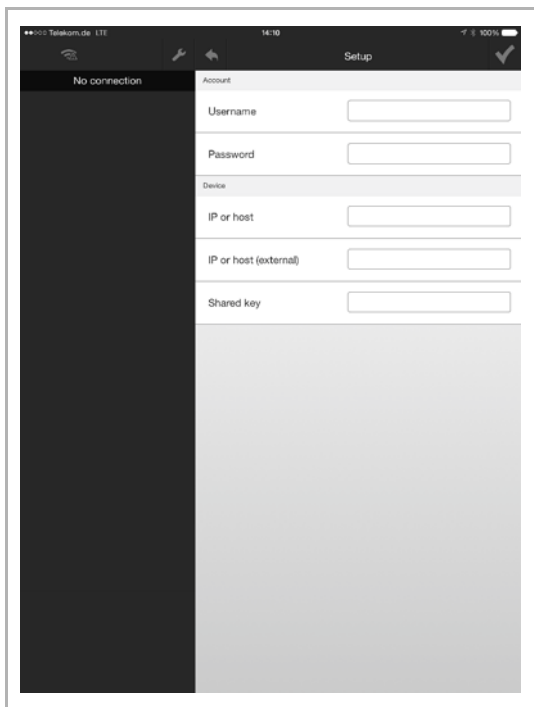 Telekom.de LTE 14:10 100%
Setup
No connection
Account
Username
Password
Device
IP or host
IP or host (external)
Shared key